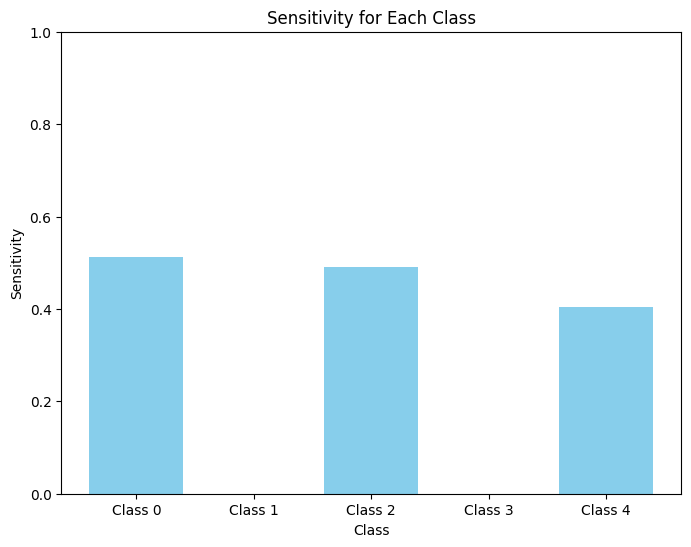 Sensitivity for Each Class
1.0
0.8
0.6
0.4
0.2
0.0
Sensitivity
Class 0
Class 1
Class 2
Class 3
Class 4
Class